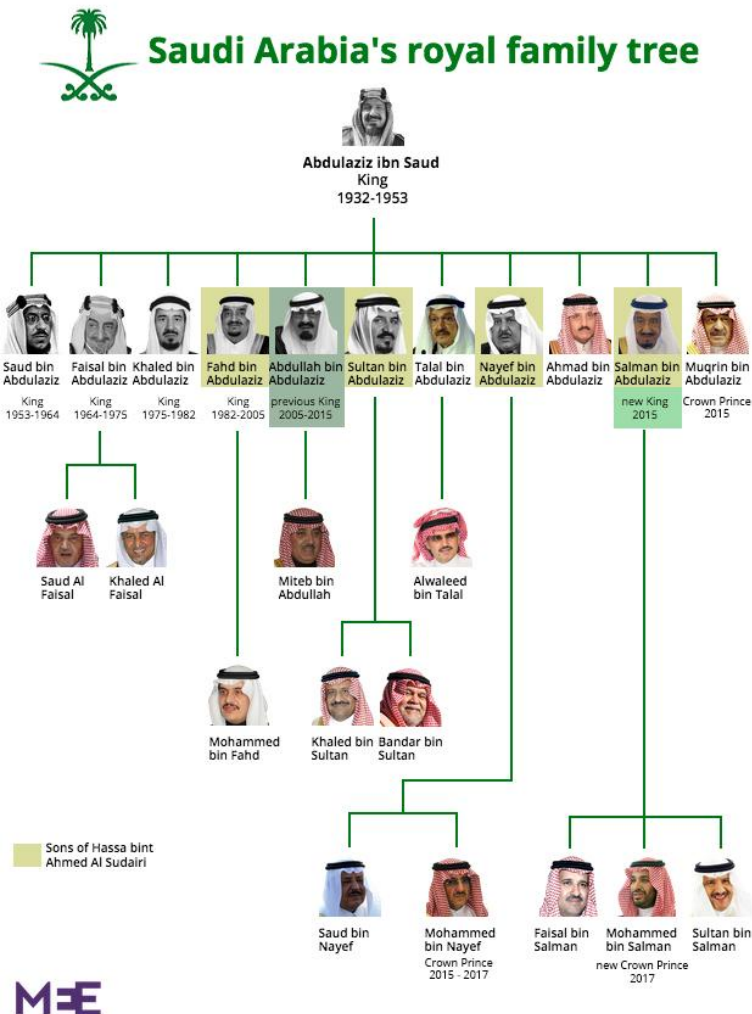 Saudi Arabia's royal family tree
Abdulaziz ibn Saud
King
1932-1953
Saud bin
Abdulaziz
King
1953-1964
Faisal bin
Abdulaziz
King
1964-1975
Khaled bin
Abdulaziz
King
1975-1982
Fahd bin
Abdulaziz
King
1982-2005
Abdullah bin
Abdulaziz
previous King
2005-2015
Sultan bin
Abdulaziz
Talal bin
Abdulaziz
Nayef bin
Abdulaziz
Ahmad bin
Abdulaziz
Salman bin
Abdulaziz
new King
2015
Muqrin bin
Abdulaziz
Crown Prince
2015
Saud Al
Faisal
Khaled Al
Faisal
Miteb bin
Abdullah
Alwaleed
bin Talal
Mohammed
bin Fahd
Khaled bin
Sultan
Bandar bin
Sultan
Sons of Hassa bint
Ahmed Al Sudairi
Saud bin
Nayef
Mohammed
bin Nayef
Crown Prince
2015 - 2017
Faisal bin
Salman
Mohammed
bin Salman
new Crown Prince
2017
Sultan bin
Salman
MEE